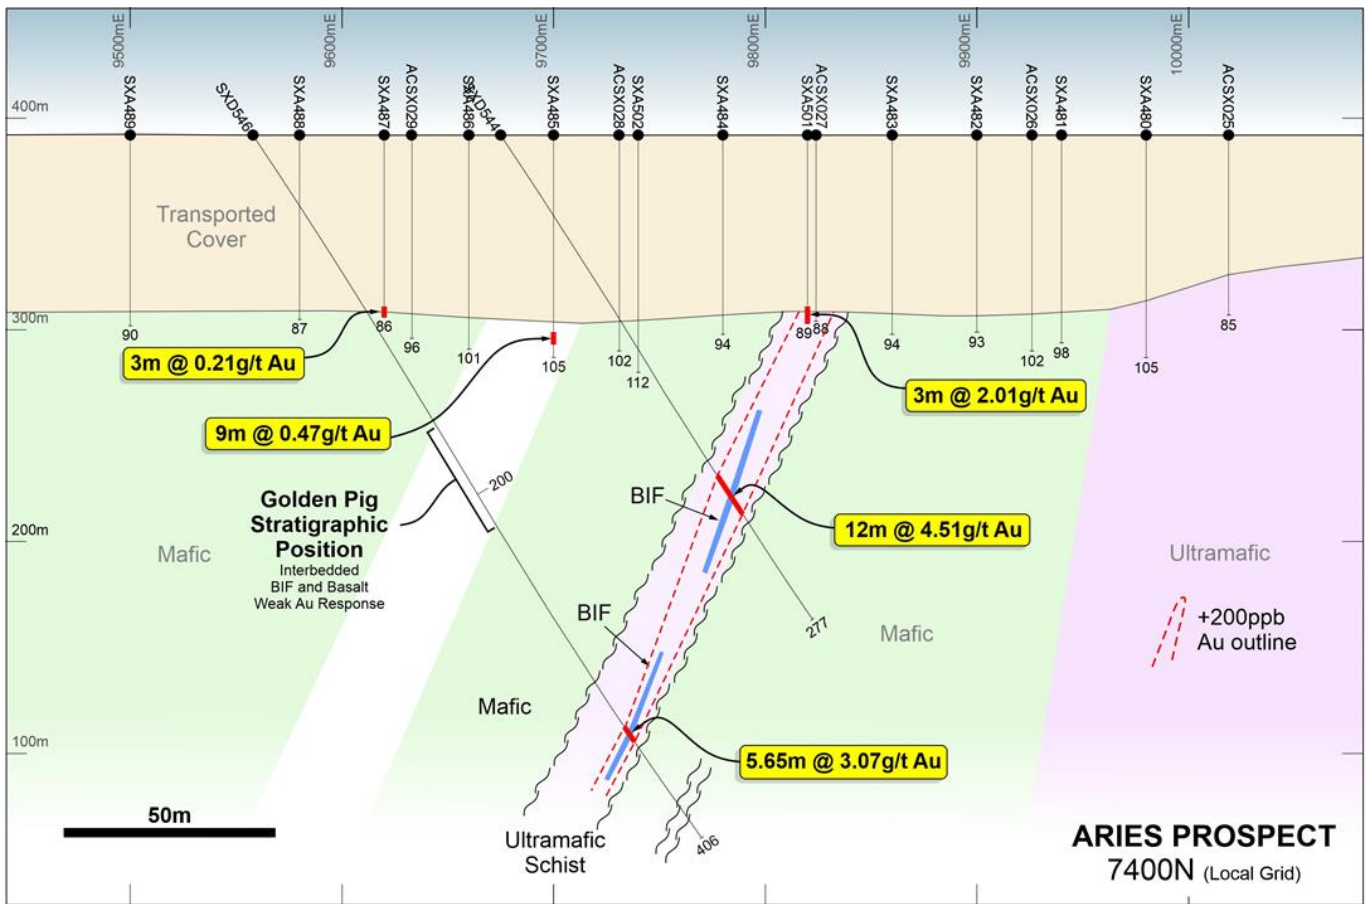 9500mE
9600mE
9700mE
9800mE
9900mE
10000mE
SXA489
SXD546
SXA488
SXA487
ACSX029
SXA486
SXD544
SXA485
ACSX028
SXA502
SXA484
SXA501
ACSX027
SXA483
SXA482
ACSX026
SXA481
SXA480
ACSX025
400m
Transported
Cover
300m
90
87
86
96
101
105
102
112
94
89
88
94
93
102
98
105
85
3m @ 0.21g/t Au
3m @ 2.01g/t Au
9m @ 0.47g/t Au
200
Golden Pig
Stratigraphic
Position
Interbedded
BIF and Basalt
Weak Au Response
BIF
12m @ 4.51g/t Au
200m
Mafic
Ultramafic
BIF
277
Mafic
+200ppb
Au outline
Mafic
100m
5.65m @ 3.07g/t Au
50m
Ultramafic
Schist
406
ARIES PROSPECT
7400N (Local Grid)